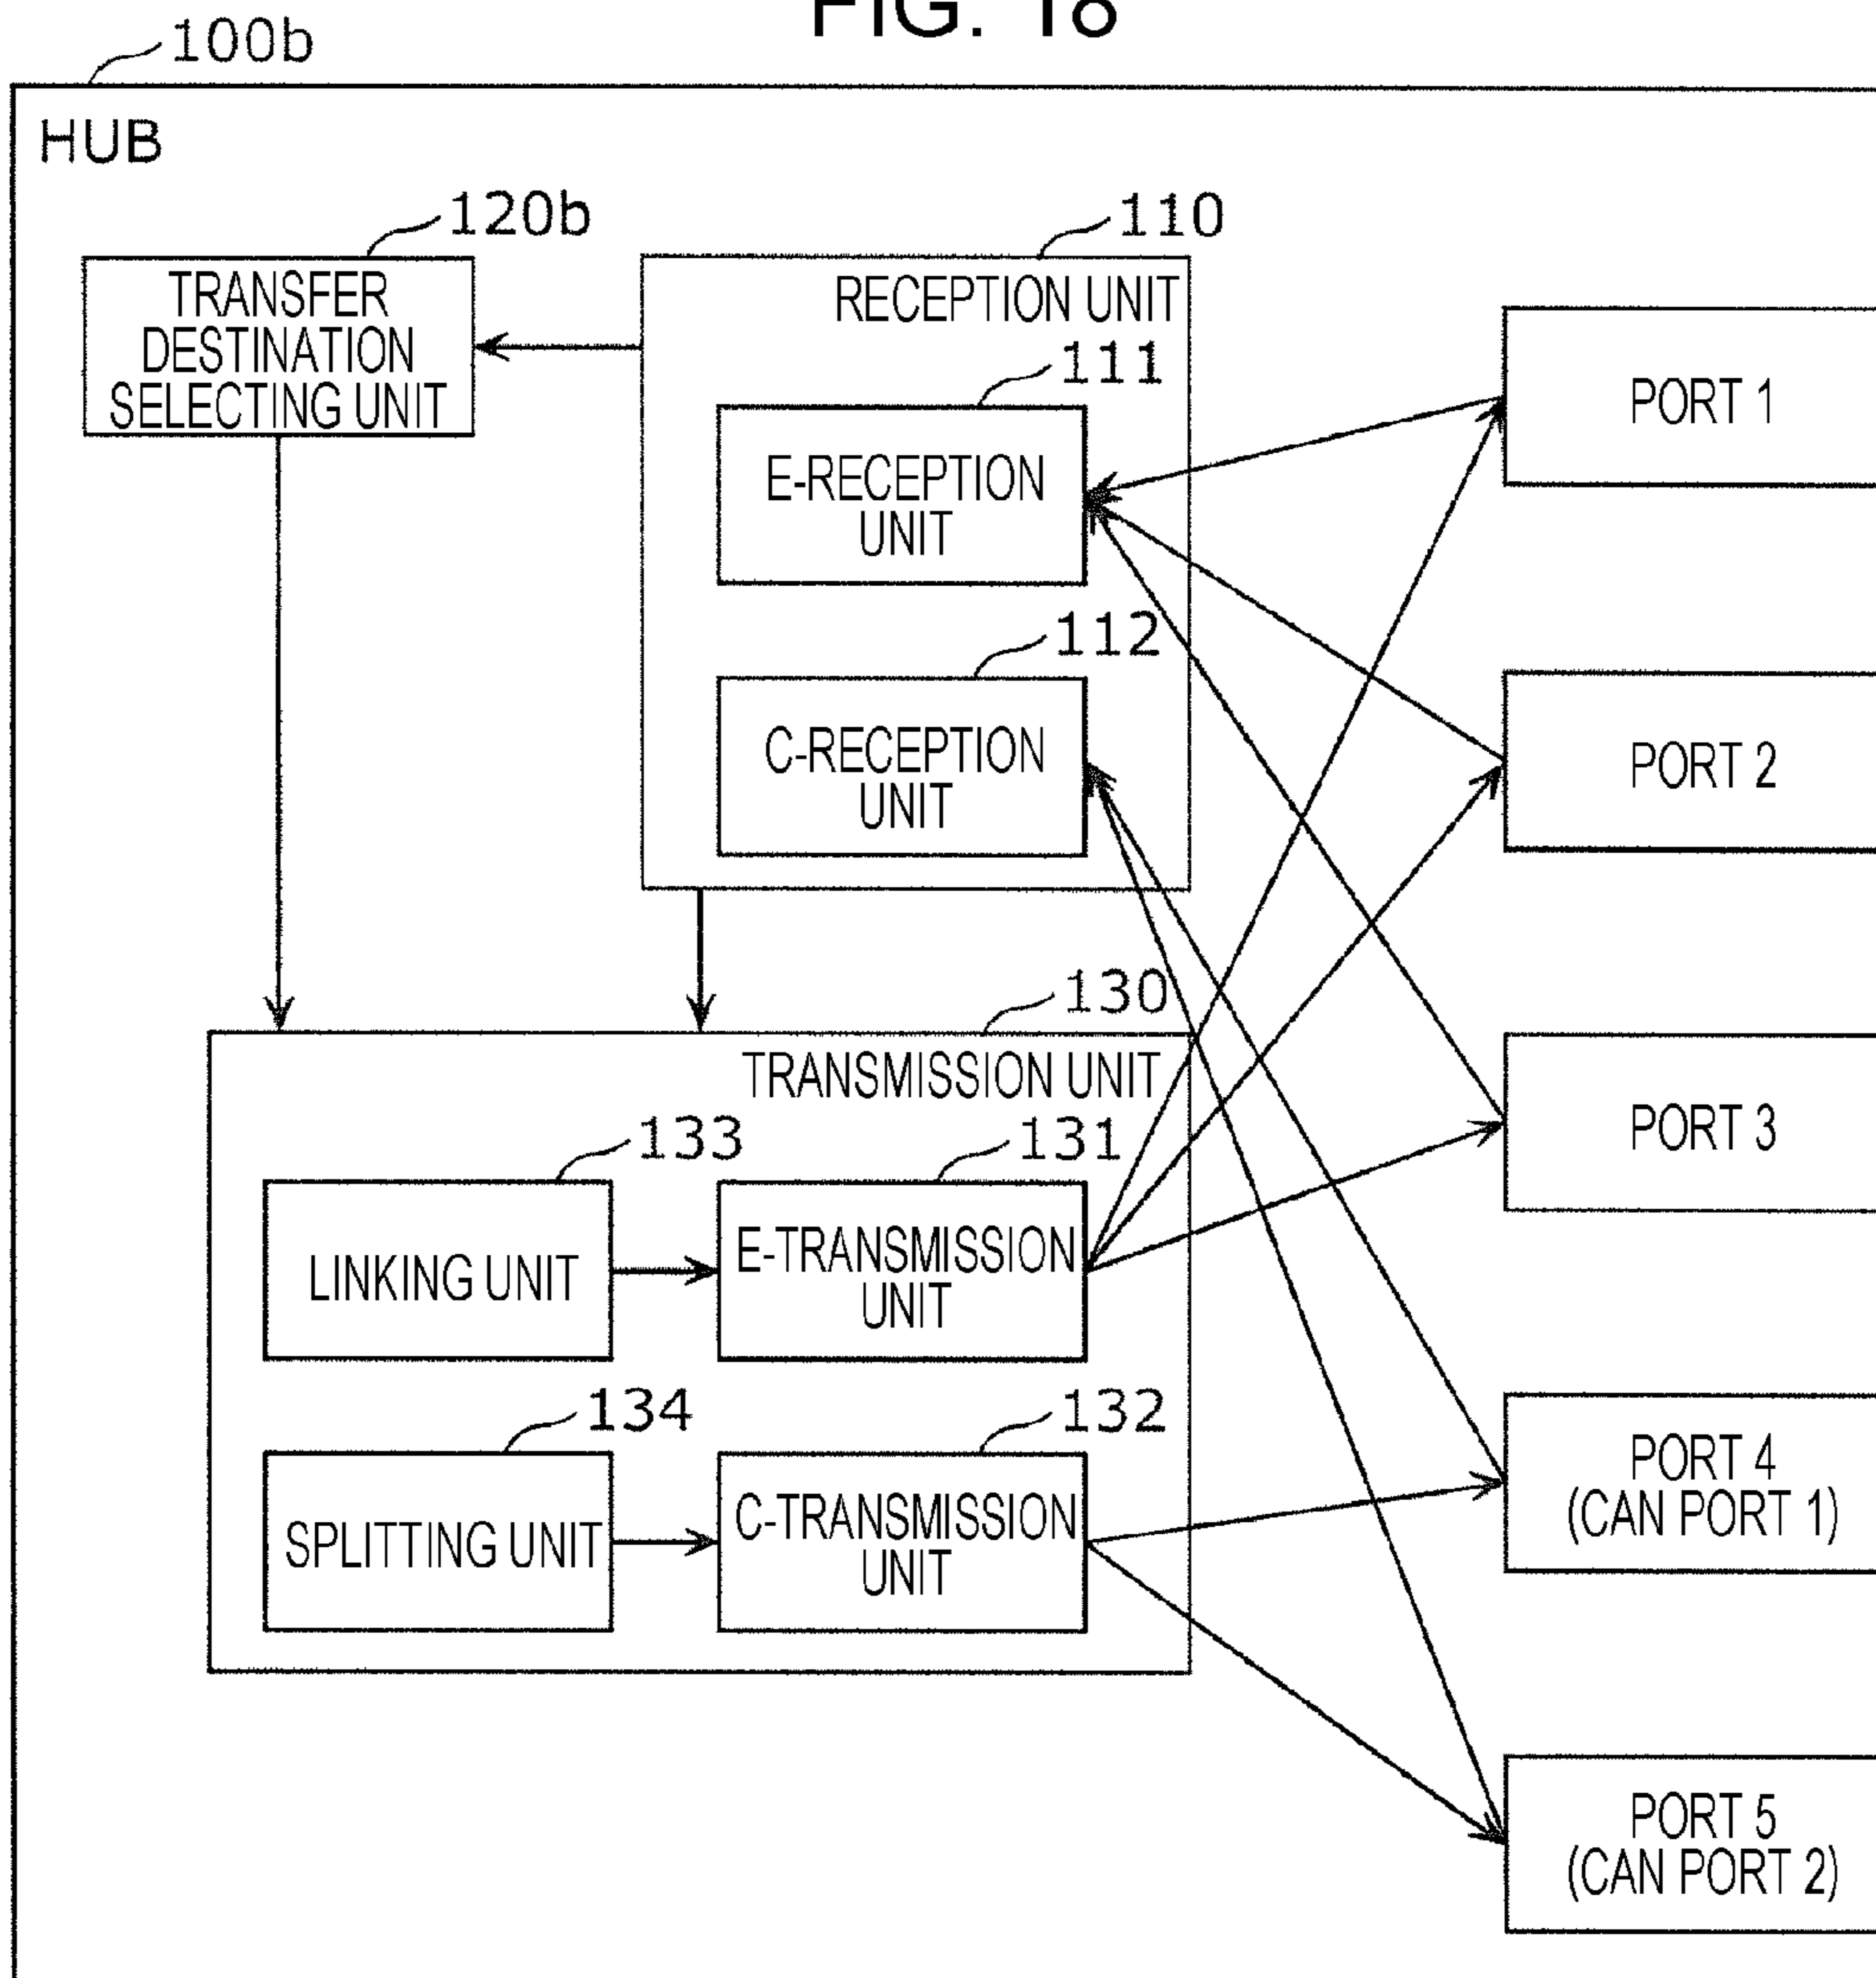 FIG. 18
100b
HUB
120b
TRANSFER
DESTINATION
SELECTING UNIT
110
RECEPTION UNIT
111
E-RECEPTION
UNIT
112
C-RECEPTION
UNIT
130
TRANSMISSION UNIT
133
LINKING UNIT
131
E-TRANSMISSION
UNIT
134
SPLITTING UNIT
132
C-TRANSMISSION
UNIT
PORT 1
PORT 2
PORT 3
PORT 4
(CAN PORT 1)
PORT 5
(CAN PORT 2)